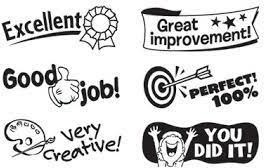 Excellent
Great
improvement!
Good
job!
PERFECT!
100%
Very
Creative!
YOU
DID IT!